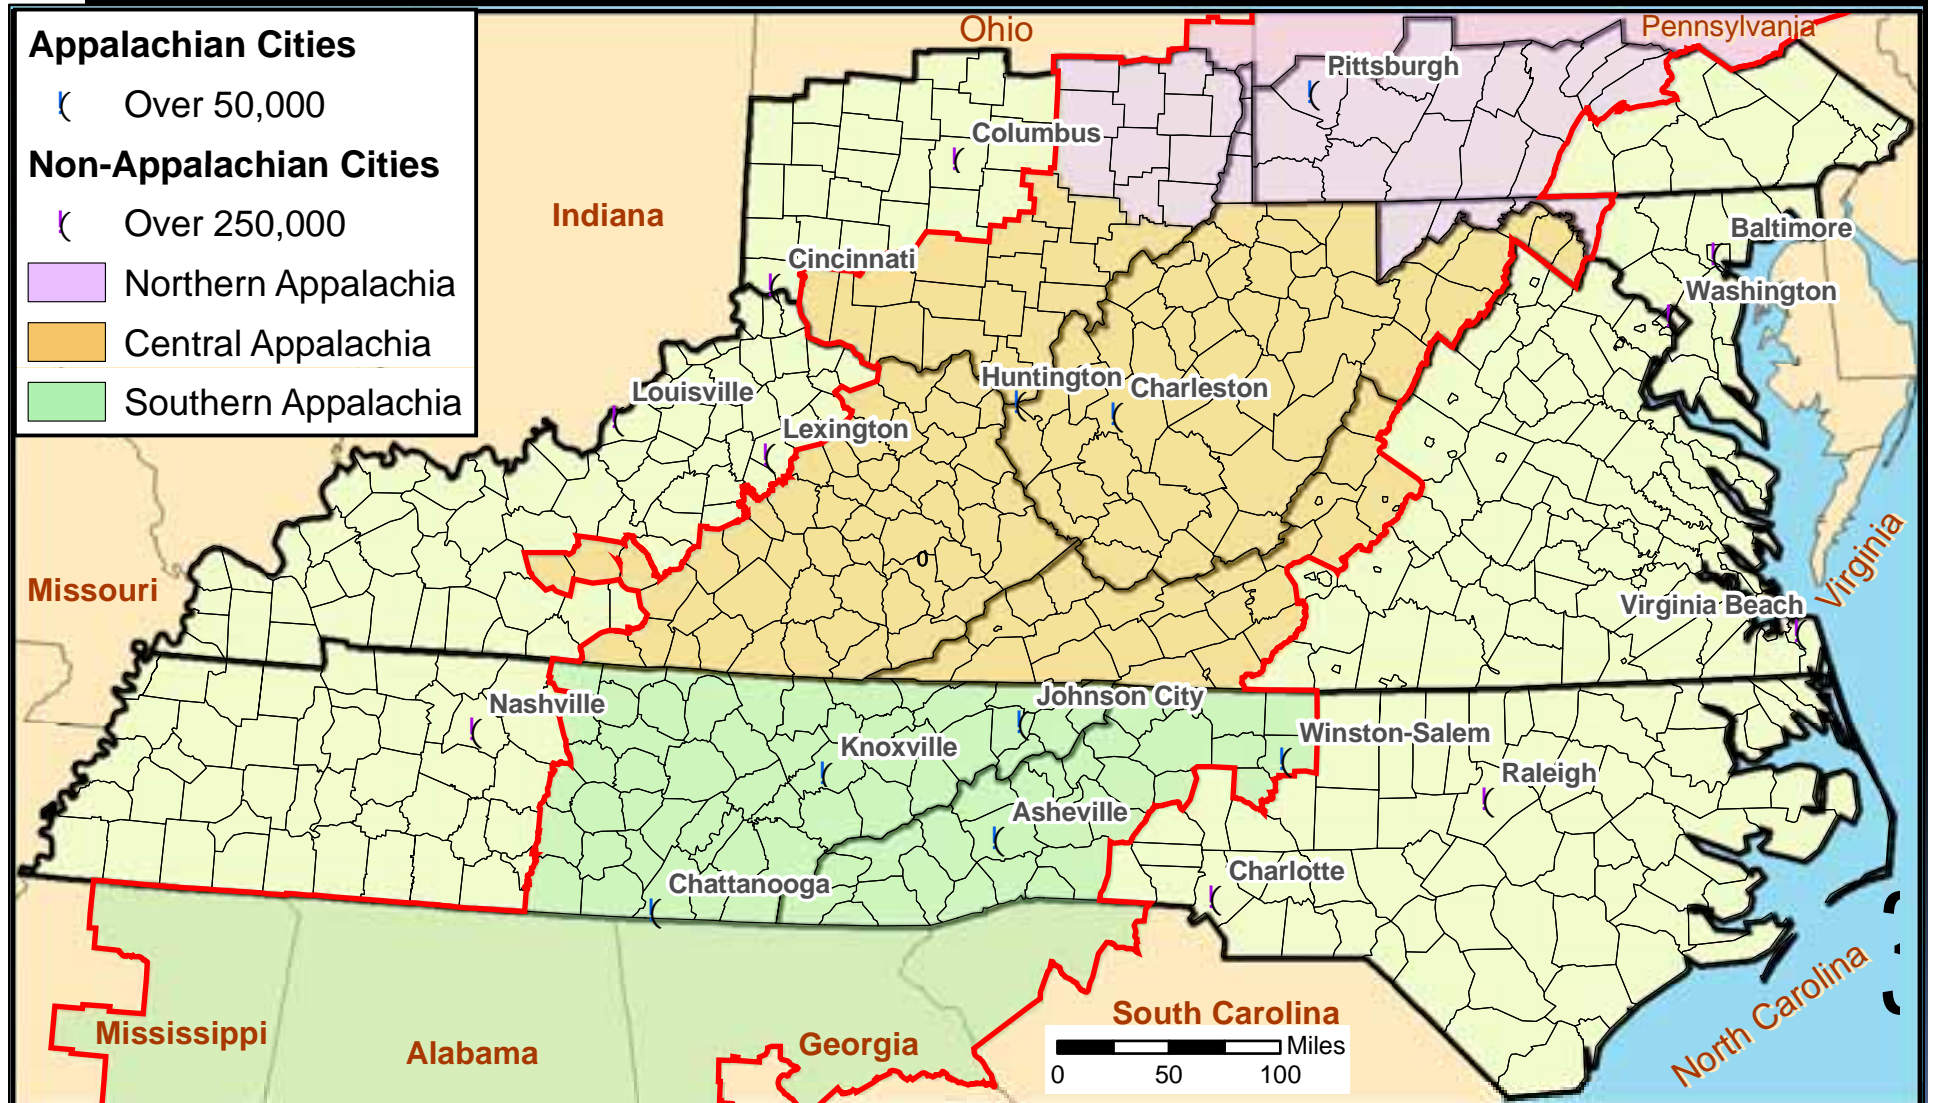 Appalachian Cities
Over 50,000
Non-Appalachian Cities
Over 250,000
Northern Appalachia
Central Appalachia
Southern Appalachia
Ohio
Pennsylvania
Pittsburgh
Columbus
Indiana
Baltimore
Cincinnati
Washington
Huntington
Charleston
Louisville
Lexington
Virginia
Missouri
Virginia Beach
Nashville
Johnson City
Winston-Salem
Knoxville
Raleigh
Asheville
Charlotte
Chattanooga
North Carolina
South Carolina
Mississippi
Alabama
Georgia
Miles
0 50 100